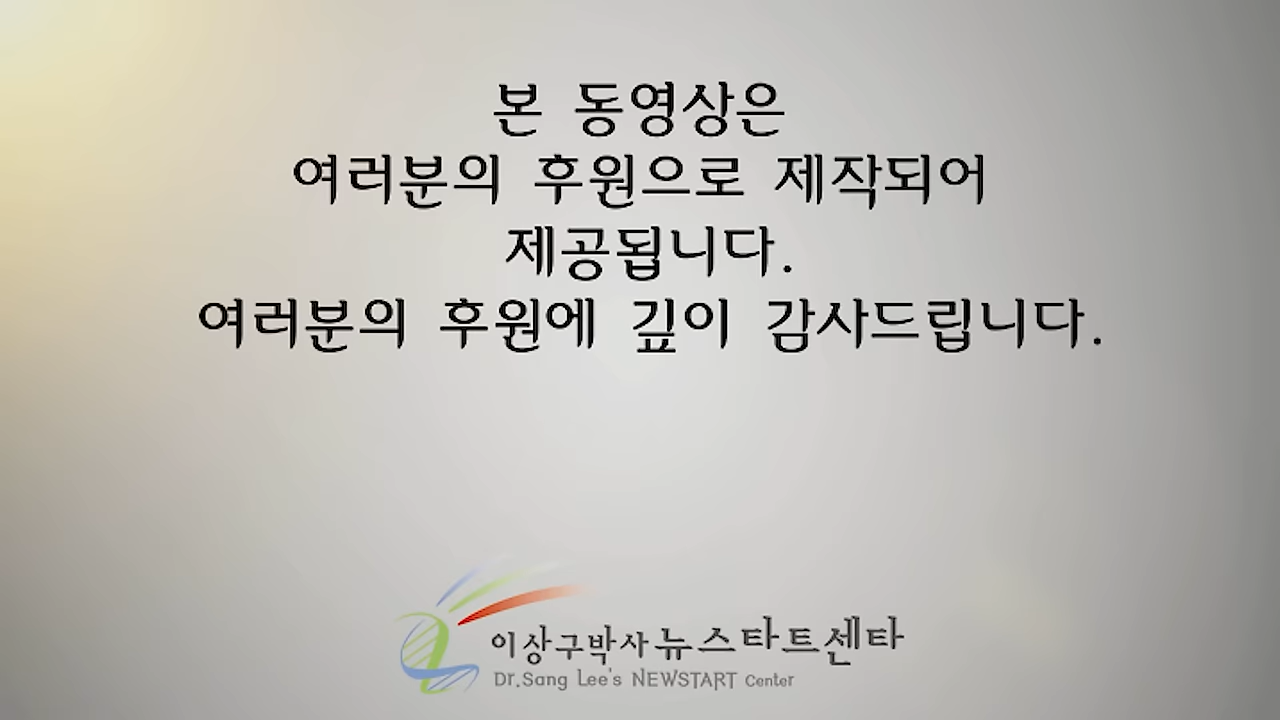 본 동영상은
여러분의 후원으로 제작되어
제공됩니다.
여러분의 후원에 깊이 감사드립니다.
이상구박사 뉴스타트센타
Dr.Sang Lee's NEWSTART Center